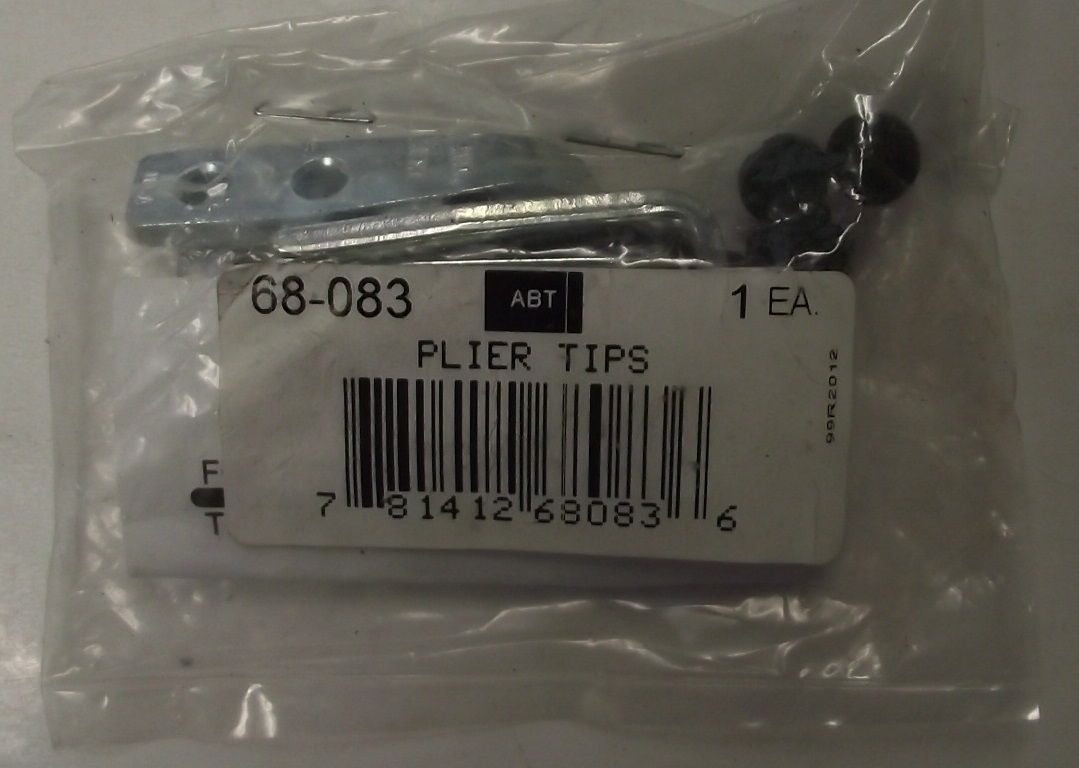 68-083 ABT 1 EA.
PLIER TIPS
99R2012
F
T
7 81412 68083 6